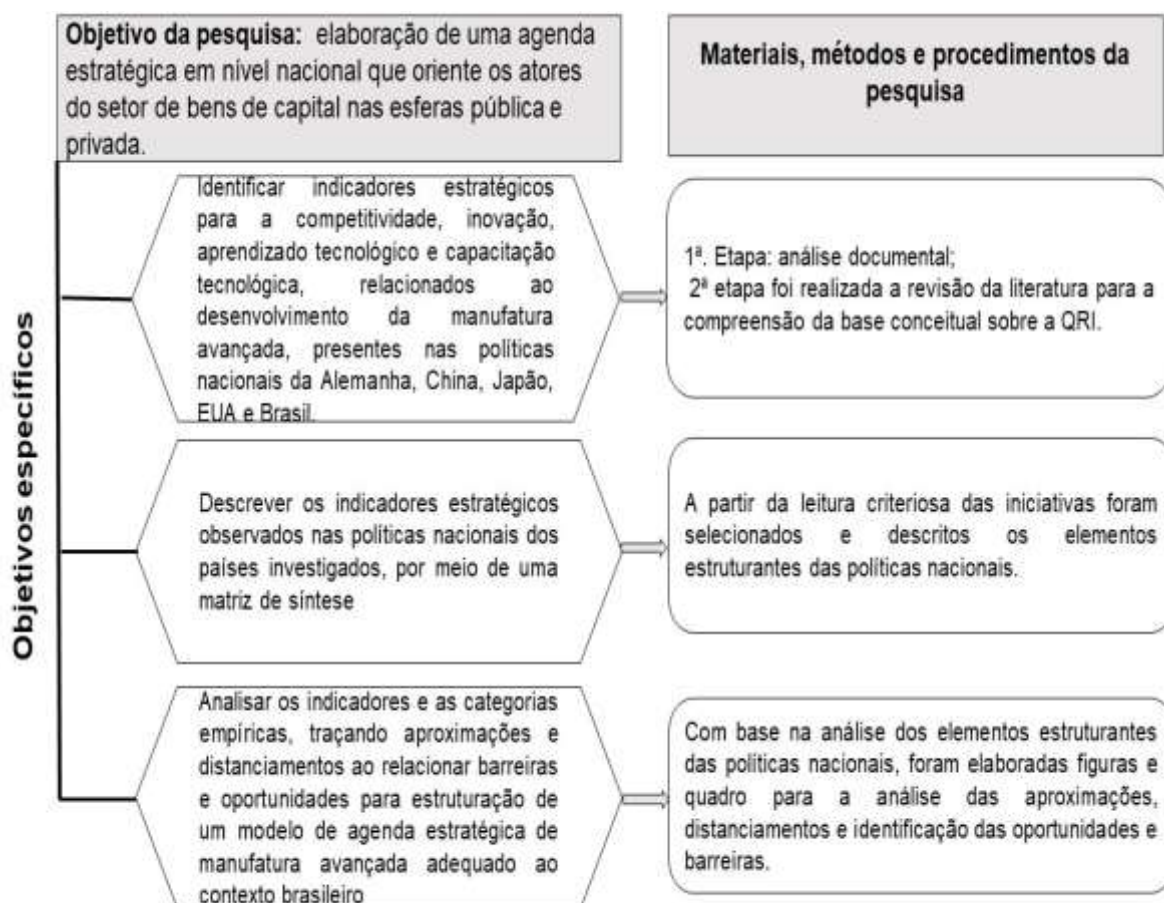 Objetivo da pesquisa: elaboração de uma agenda
estratégica em nível nacional que oriente os atores
do setor de bens de capital nas esferas pública e
privada.
Materiais, métodos e procedimentos da
pesquisa
Objetivos específicos
Identificar indicadores estratégicos
para a competitividade, inovação,
aprendizado tecnológico e capacitação
tecnológica, relacionados ao
desenvolvimento da manufatura
avançada, presentes nas políticas
nacionais da Alemanha, China, Japão,
EUA e Brasil.
1ª. Etapa: análise documental;
2ª etapa foi realizada a revisão da literatura para a
compreensão da base conceitual sobre a QRI.
Descrever os indicadores estratégicos
observados nas políticas nacionais dos
países investigados, por meio de uma
matriz de síntese
A partir da leitura criteriosa das iniciativas foram
selecionados e descritos os elementos
estruturantes das políticas nacionais.
Analisar os indicadores e as categorias
empíricas, traçando aproximações e
distanciamentos ao relacionar barreiras
e oportunidades para estruturação de
um modelo de agenda estratégica de
manufatura avançada adequado ao
contexto brasileiro
Com base na análise dos elementos estruturantes
das políticas nacionais, foram elaboradas figuras e
quadro para a análise das aproximações,
distanciamentos e identificação das oportunidades e
barreiras.